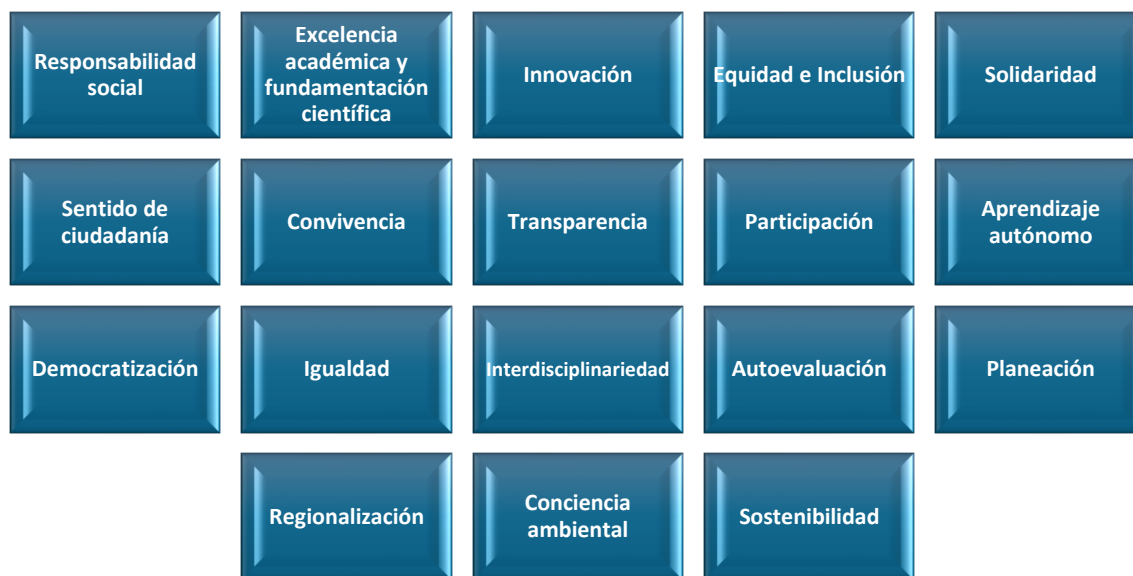 Responsabilidad
social
Excelencia
académica y
fundamentación
científica
Innovación
Equidad e Inclusión
Solidaridad
Sentido de
ciudadanía
Convivencia
Transparencia
Participación
Aprendizaje
autónomo
Democratización
Igualdad
Interdisciplinariedad
Autoevaluación
Planeación
Regionalización
Conciencia
ambiental
Sostenibilidad